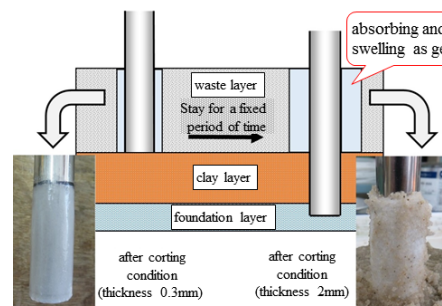 absorbing and
swelling as ge
waste layer
Stay for a fixed
period of time
clay layer
foundation layer
after corting
condition
(thickness 0.3mm)
after corting
condition
(thickness 2mm)